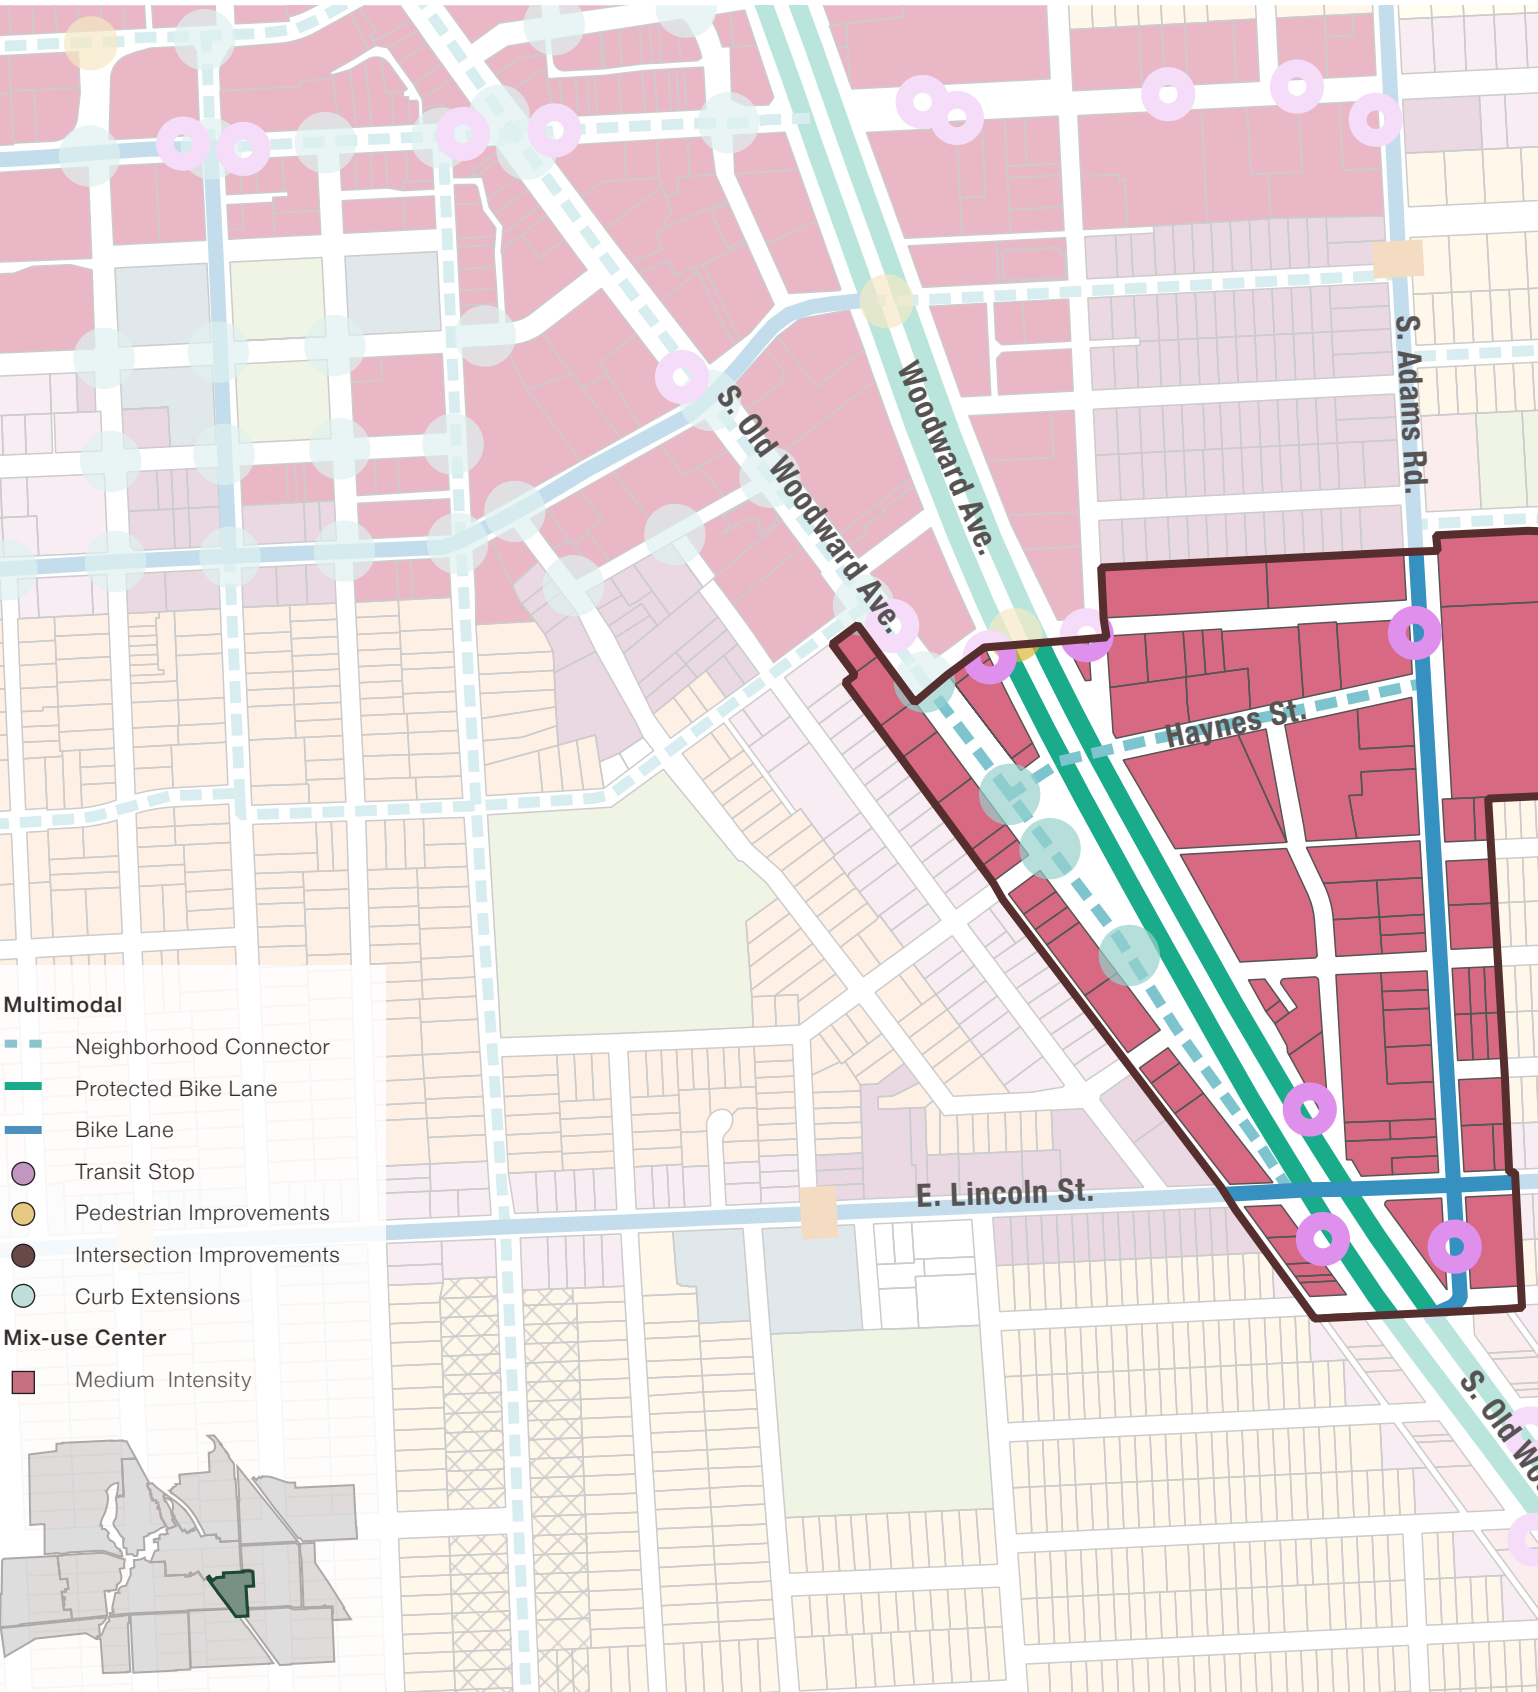 S. Adams Rd.
Woodward Ave.
S. Old Woodward Ave.
Haynes St.
E. Lincoln St.
S. Old Wo
Multimodal
Neighborhood Connector
Protected Bike Lane
Bike Lane
Transit Stop
Pedestrian Improvements
Intersection Improvements
Curb Extensions
Mix-use Center
Medium Intensity